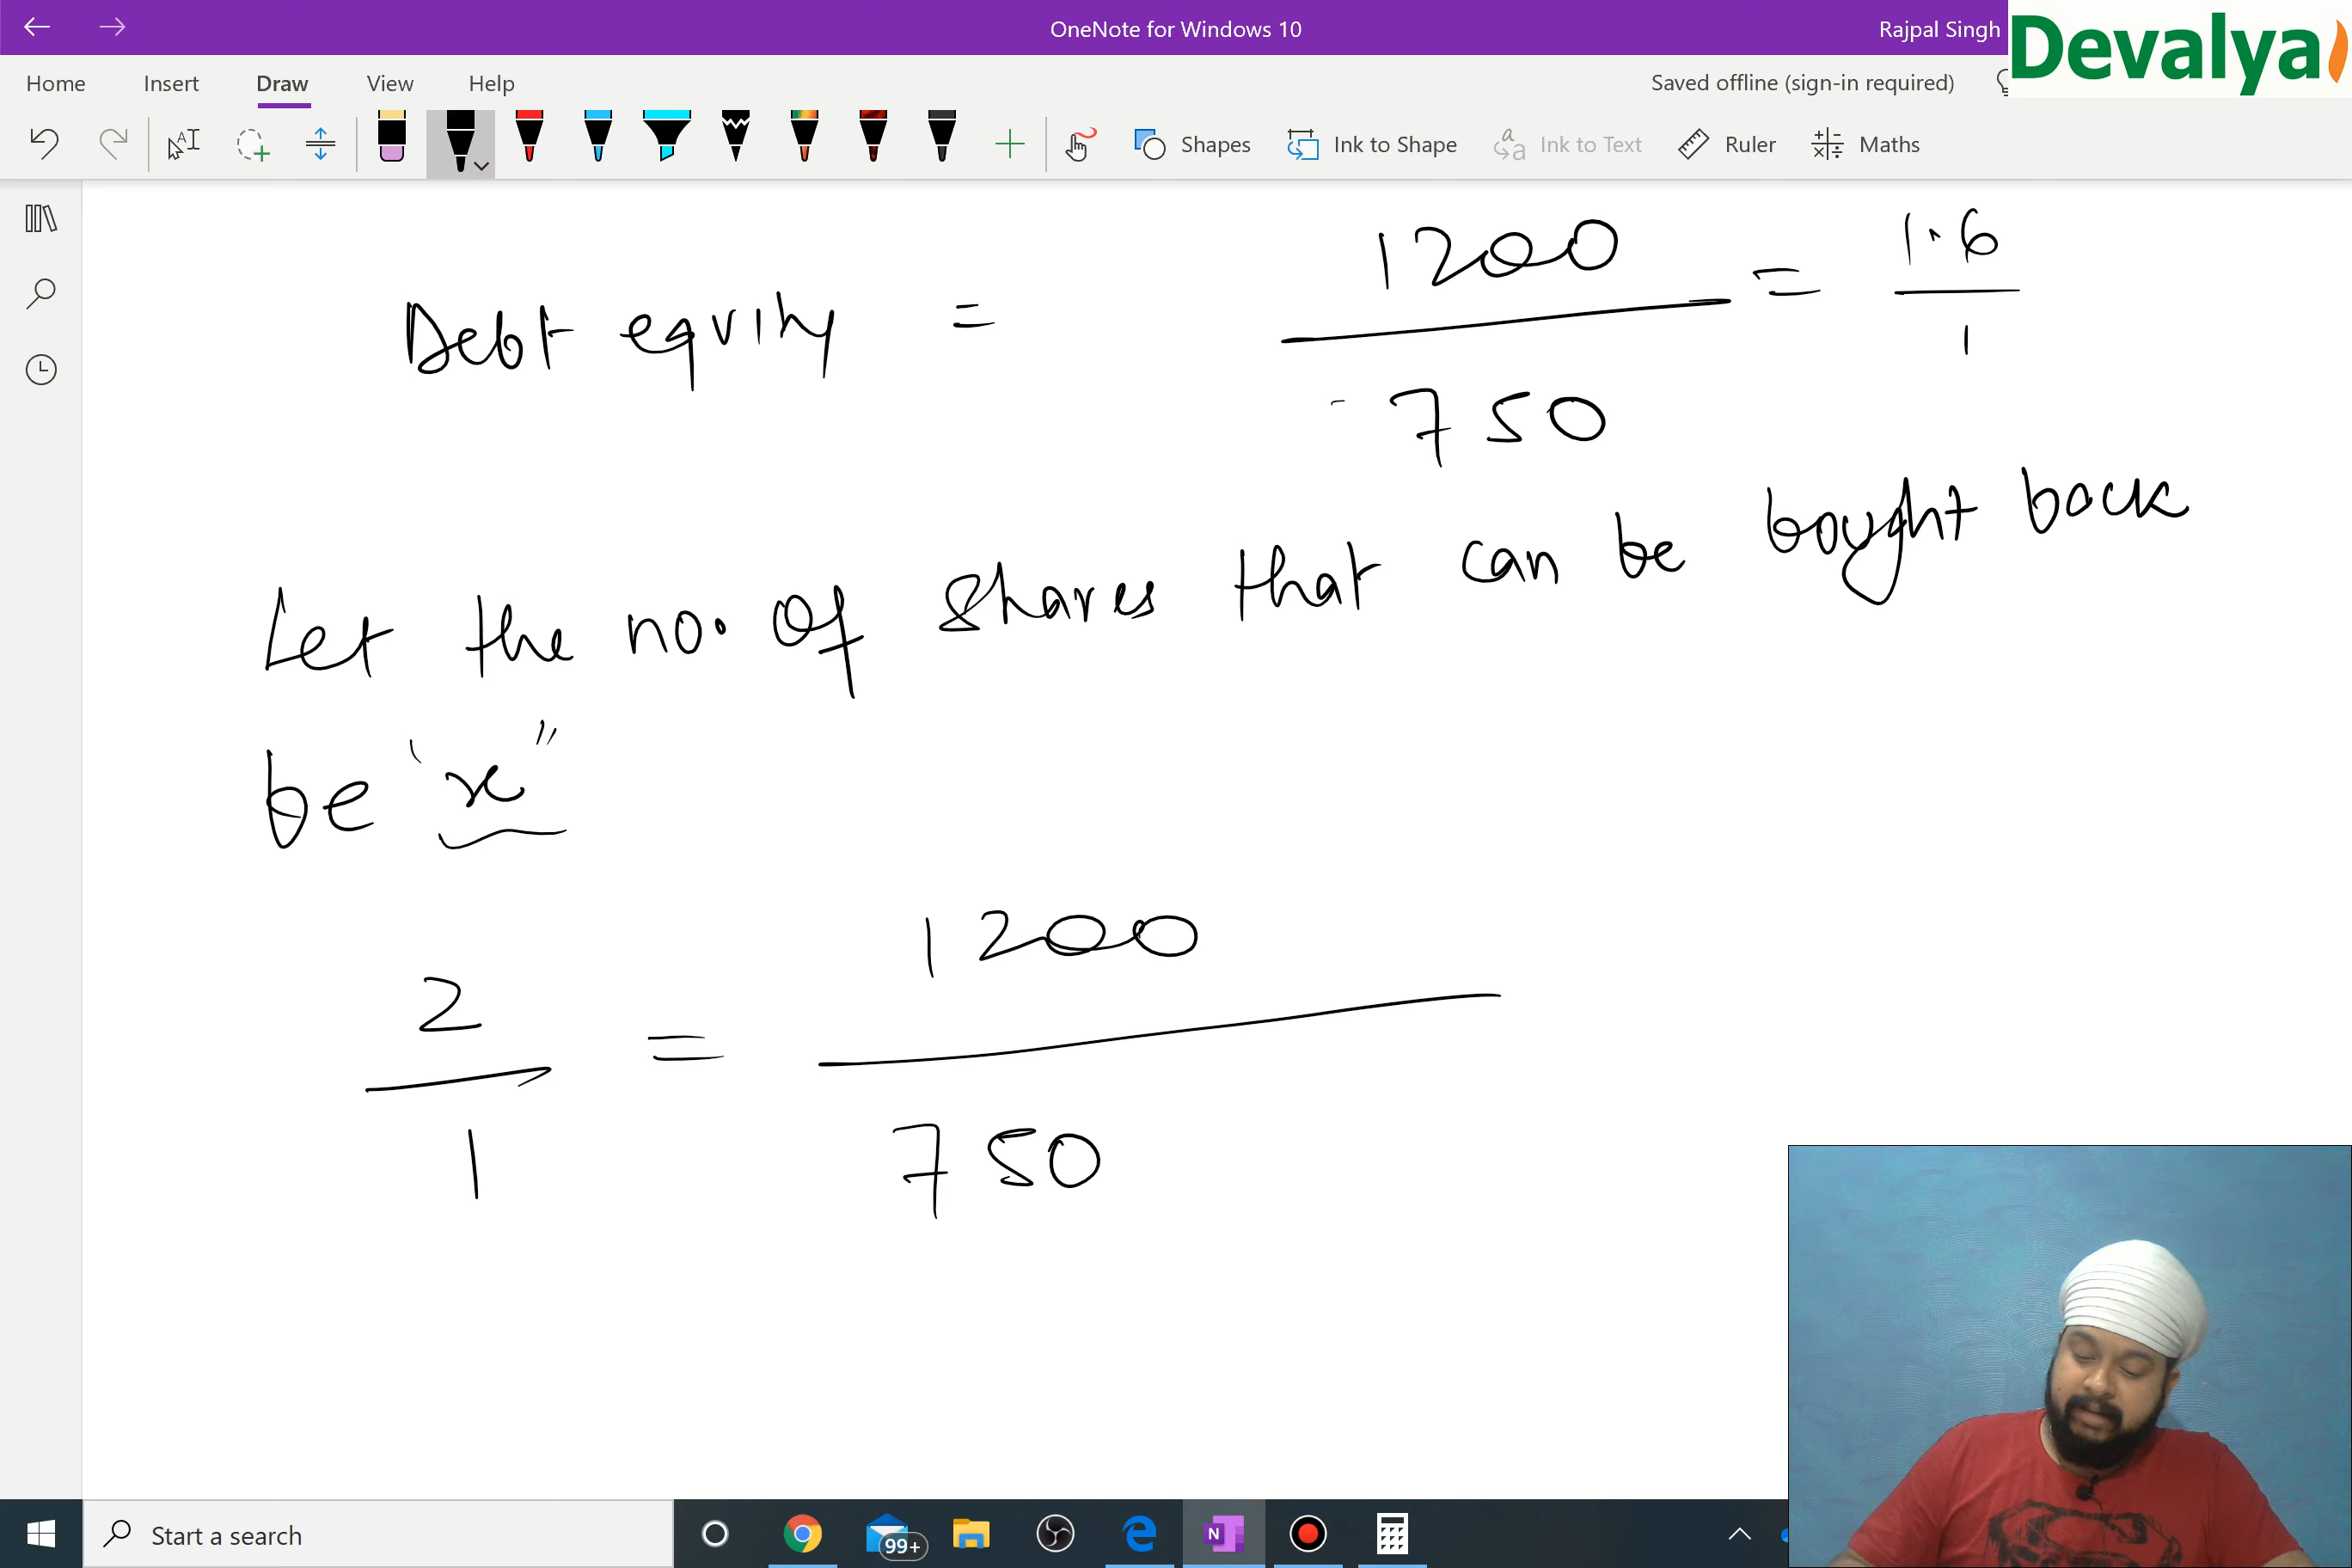 OneNote for Windows 10
Rajpal Singh
Devalya
Home Insert Draw View Help
Saved offline (sign-in required)
Shapes Ink to Shape Ink to Text Ruler Maths
Debt equity = 1200 / 750 = 1.6 / 1
Let the no. of shares that can be bought back
be "x"
2 / 1 = 1200 / 750
Start a search
99+